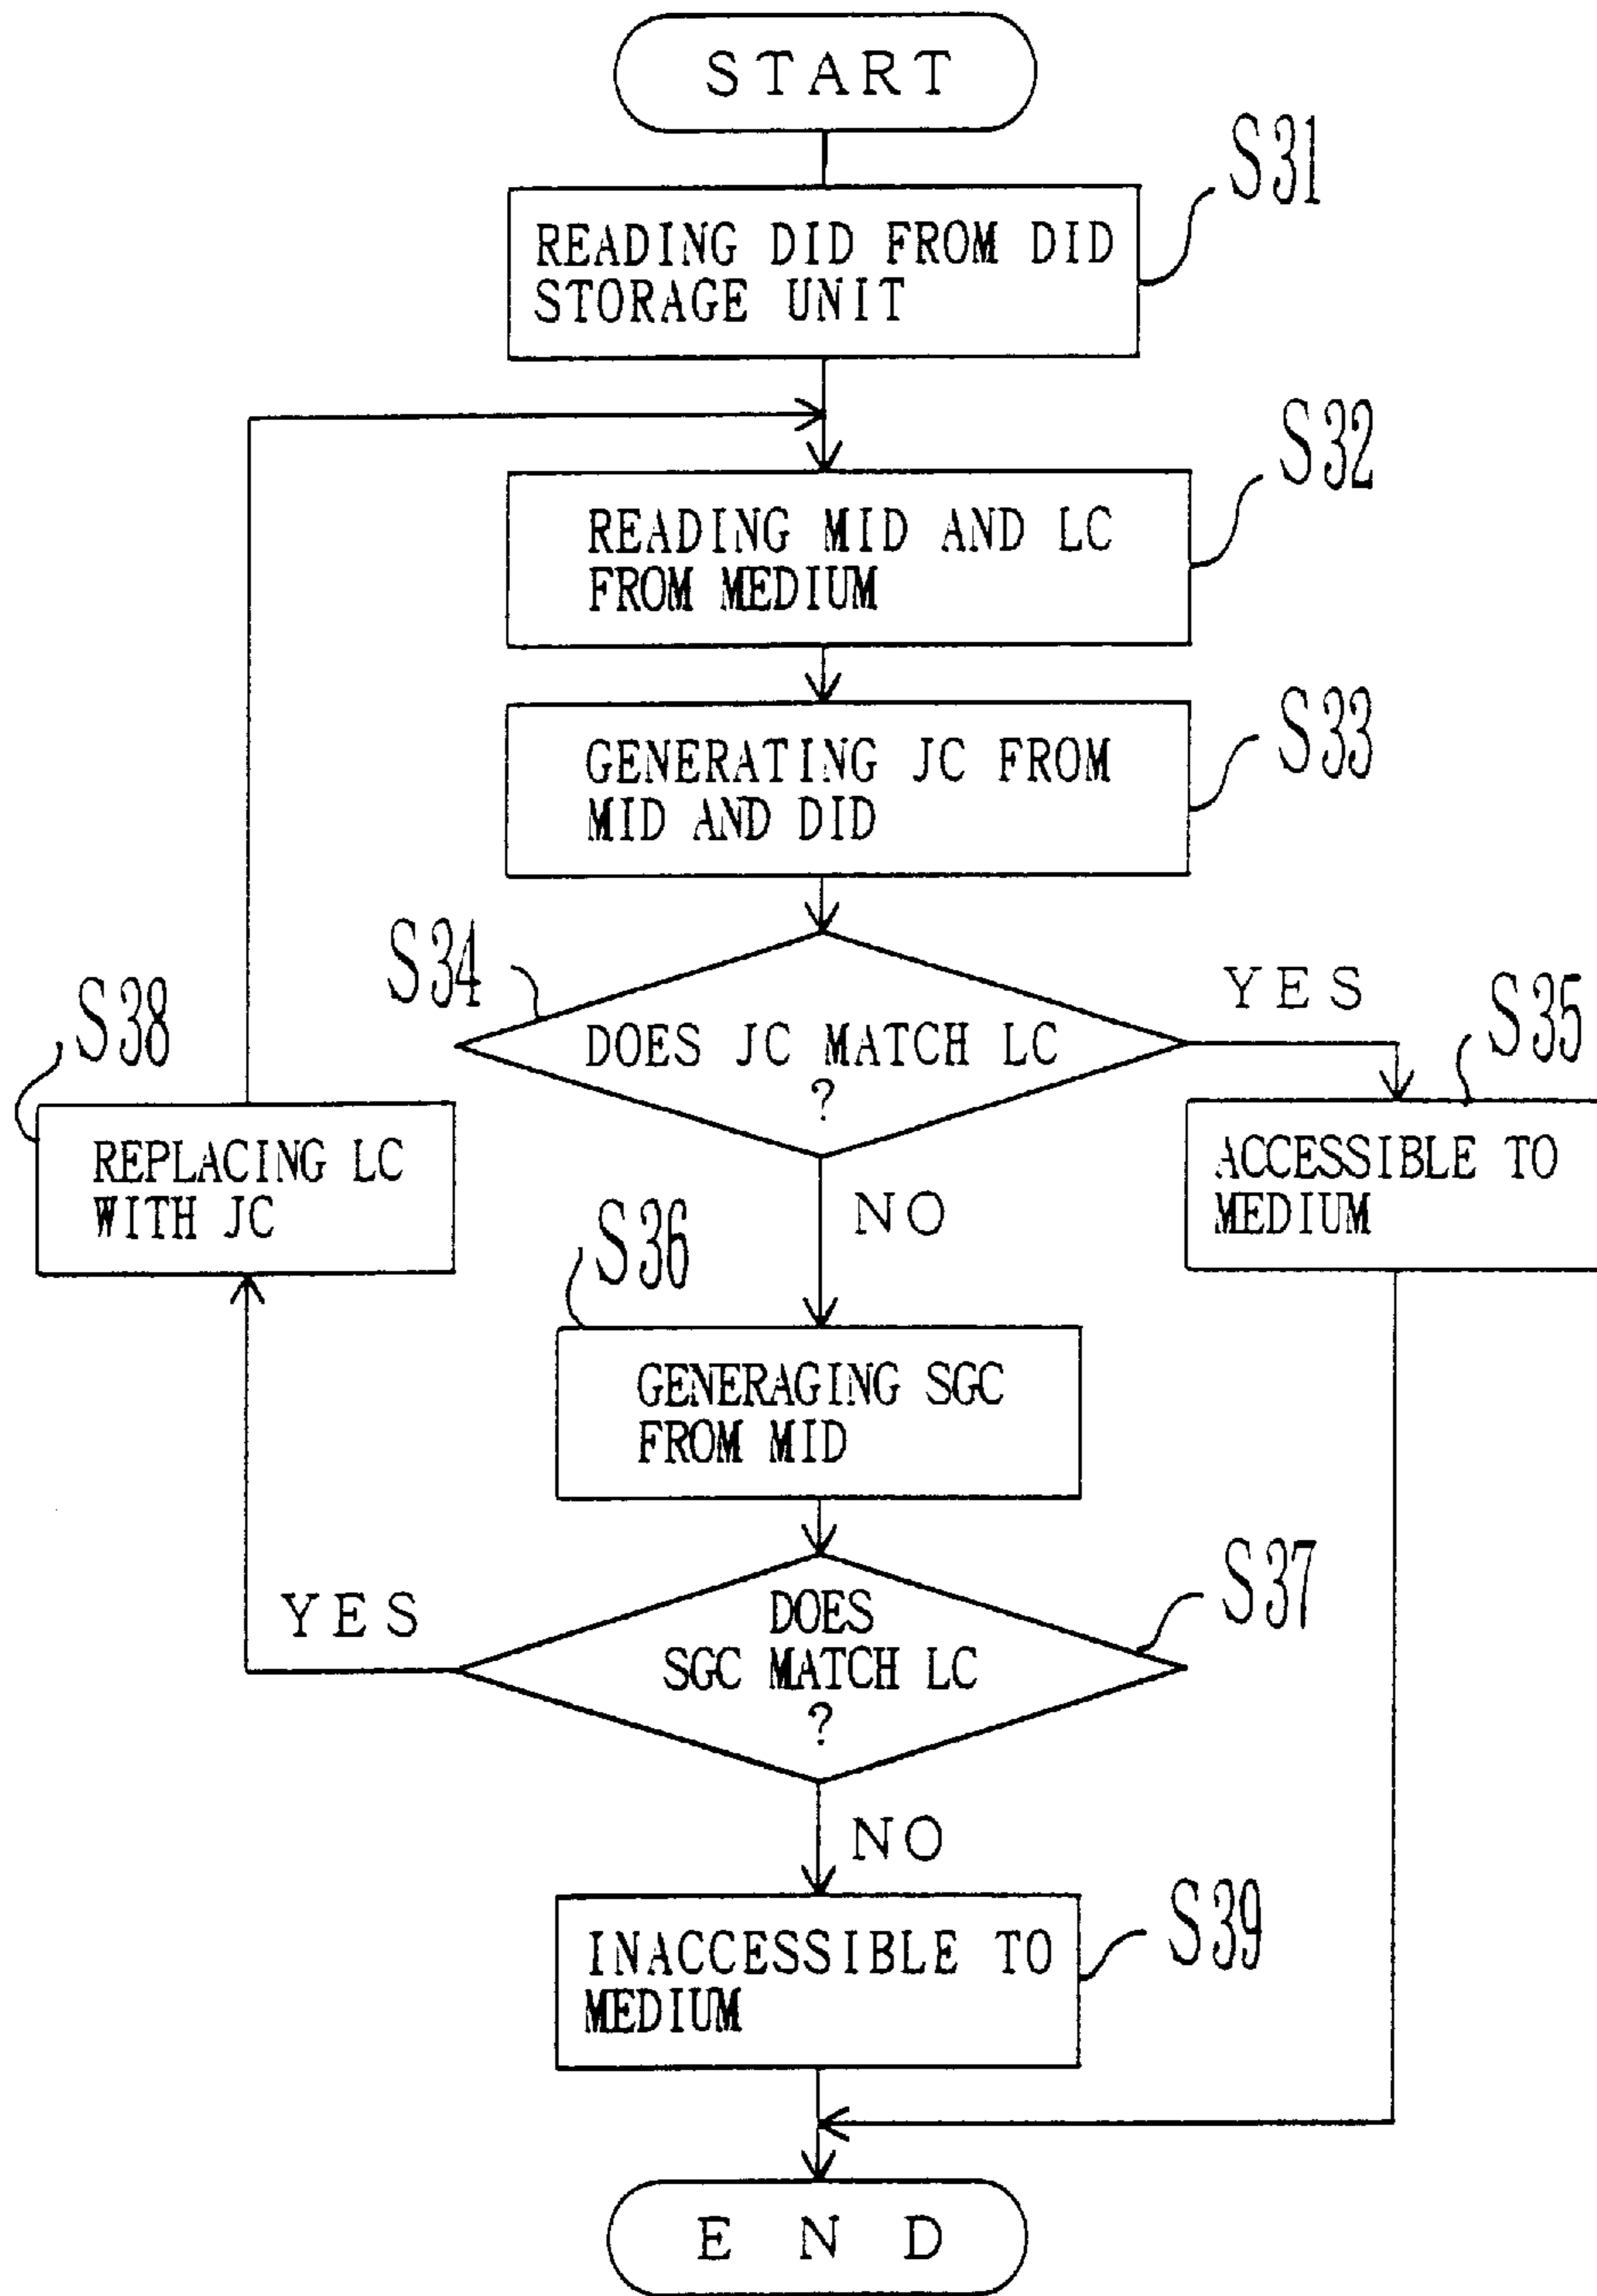 START
S31
READING DID FROM DID
STORAGE UNIT
S32
READING MID AND LC
FROM MEDIUM
S33
GENERATING JC FROM
MID AND DID
S34
DOES JC MATCH LC
?
YES
S35
ACCESSIBLE TO
MEDIUM
S38
REPLACING LC
WITH JC
NO
S36
GENERAGING SGC
FROM MID
S37
DOES
SGC MATCH LC
?
YES
NO
S39
INACCESSIBLE TO
MEDIUM
END